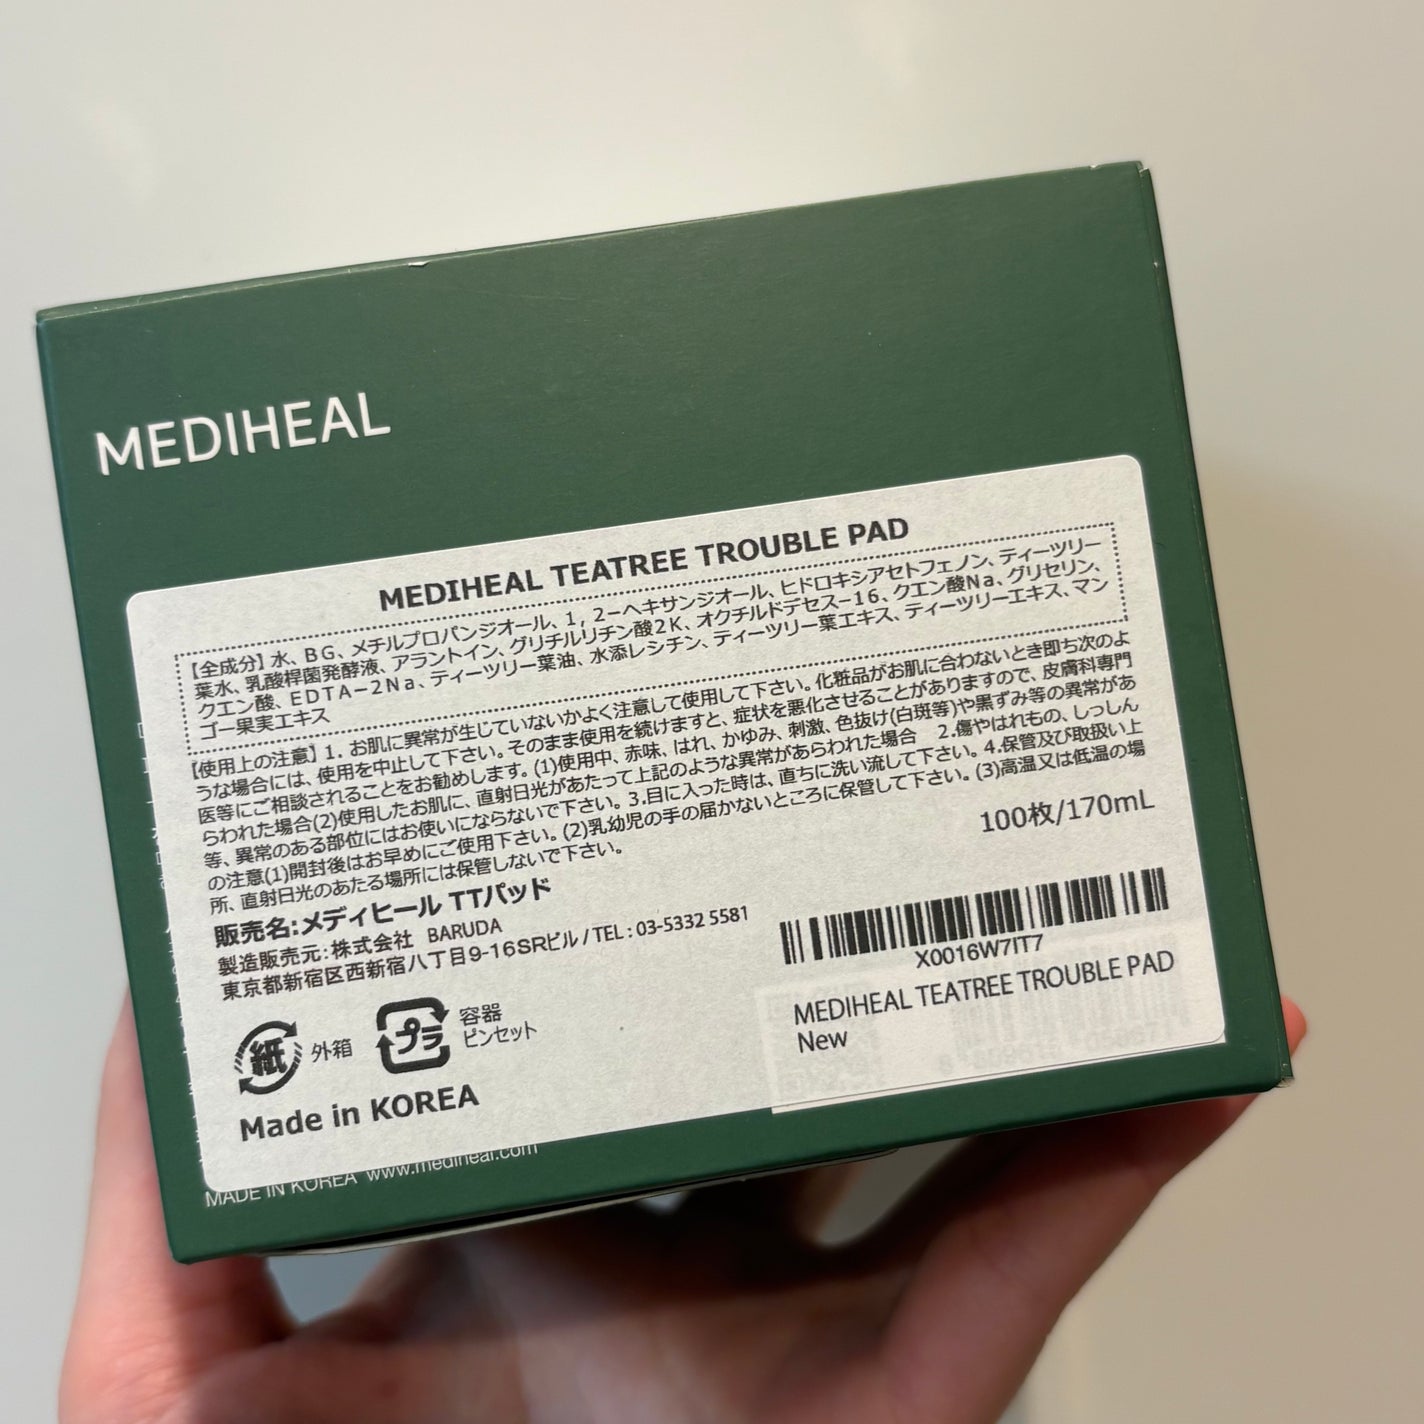 MEDIHEAL
MEDIHEAL TEATREE TROUBLE PAD
【全成分】水、BG、メチルプロパンジオール、1,2-ヘキサンジオール、ヒドロキシアセトフェノン、ティーツリー
葉水、乳酸桿菌発酵液、アラントイン、グリチルリチン酸2K、オクチルドデセス-16、クエン酸Na、グリセリン、
クエン酸、EDTA-2Na、ティーツリー葉油、水添レシチン、ティーツリー葉エキス、ティーツリーエキス、マン
ゴー果実エキス
【使用上の注意】1. お肌に異常が生じていないかよく注意して使用して下さい。化粧品がお肌に合わないとき即ち次のよ
うな場合には、使用を中止して下さい。そのまま使用を続けますと、症状を悪化させることがありますので、皮膚科専門
医等にご相談されることをお勧めします。(1)使用中、赤味、はれ、かゆみ、刺激、色抜け(白斑等)や黒ずみ等の異常があ
らわれた場合(2)使用したお肌に、直射日光があたって上記のような異常があらわれた場合 2.傷やはれもの、しっしん
等、異常のある部位にはお使いにならないで下さい。3.目に入った時は、直ちに洗い流して下さい。4.保管及び取扱い上
の注意(1)開封後はお早めにご使用下さい。(2)乳幼児の手の届かないところに保管して下さい。(3)高温又は低温の場
所、直射日光のあたる場所には保管しないで下さい。
100枚/170mL
販売名:メディヒール TTパッド
製造販売元:株式会社 BARUDA
東京都新宿区西新宿八丁目9-16SRビル / TEL : 03-5332 5581
X0016W7IT7
MEDIHEAL TEATREE TROUBLE PAD
New
紙 外箱
プラ 容器
ピンセット
Made in KOREA
MADE IN KOREA www.mediheal.com